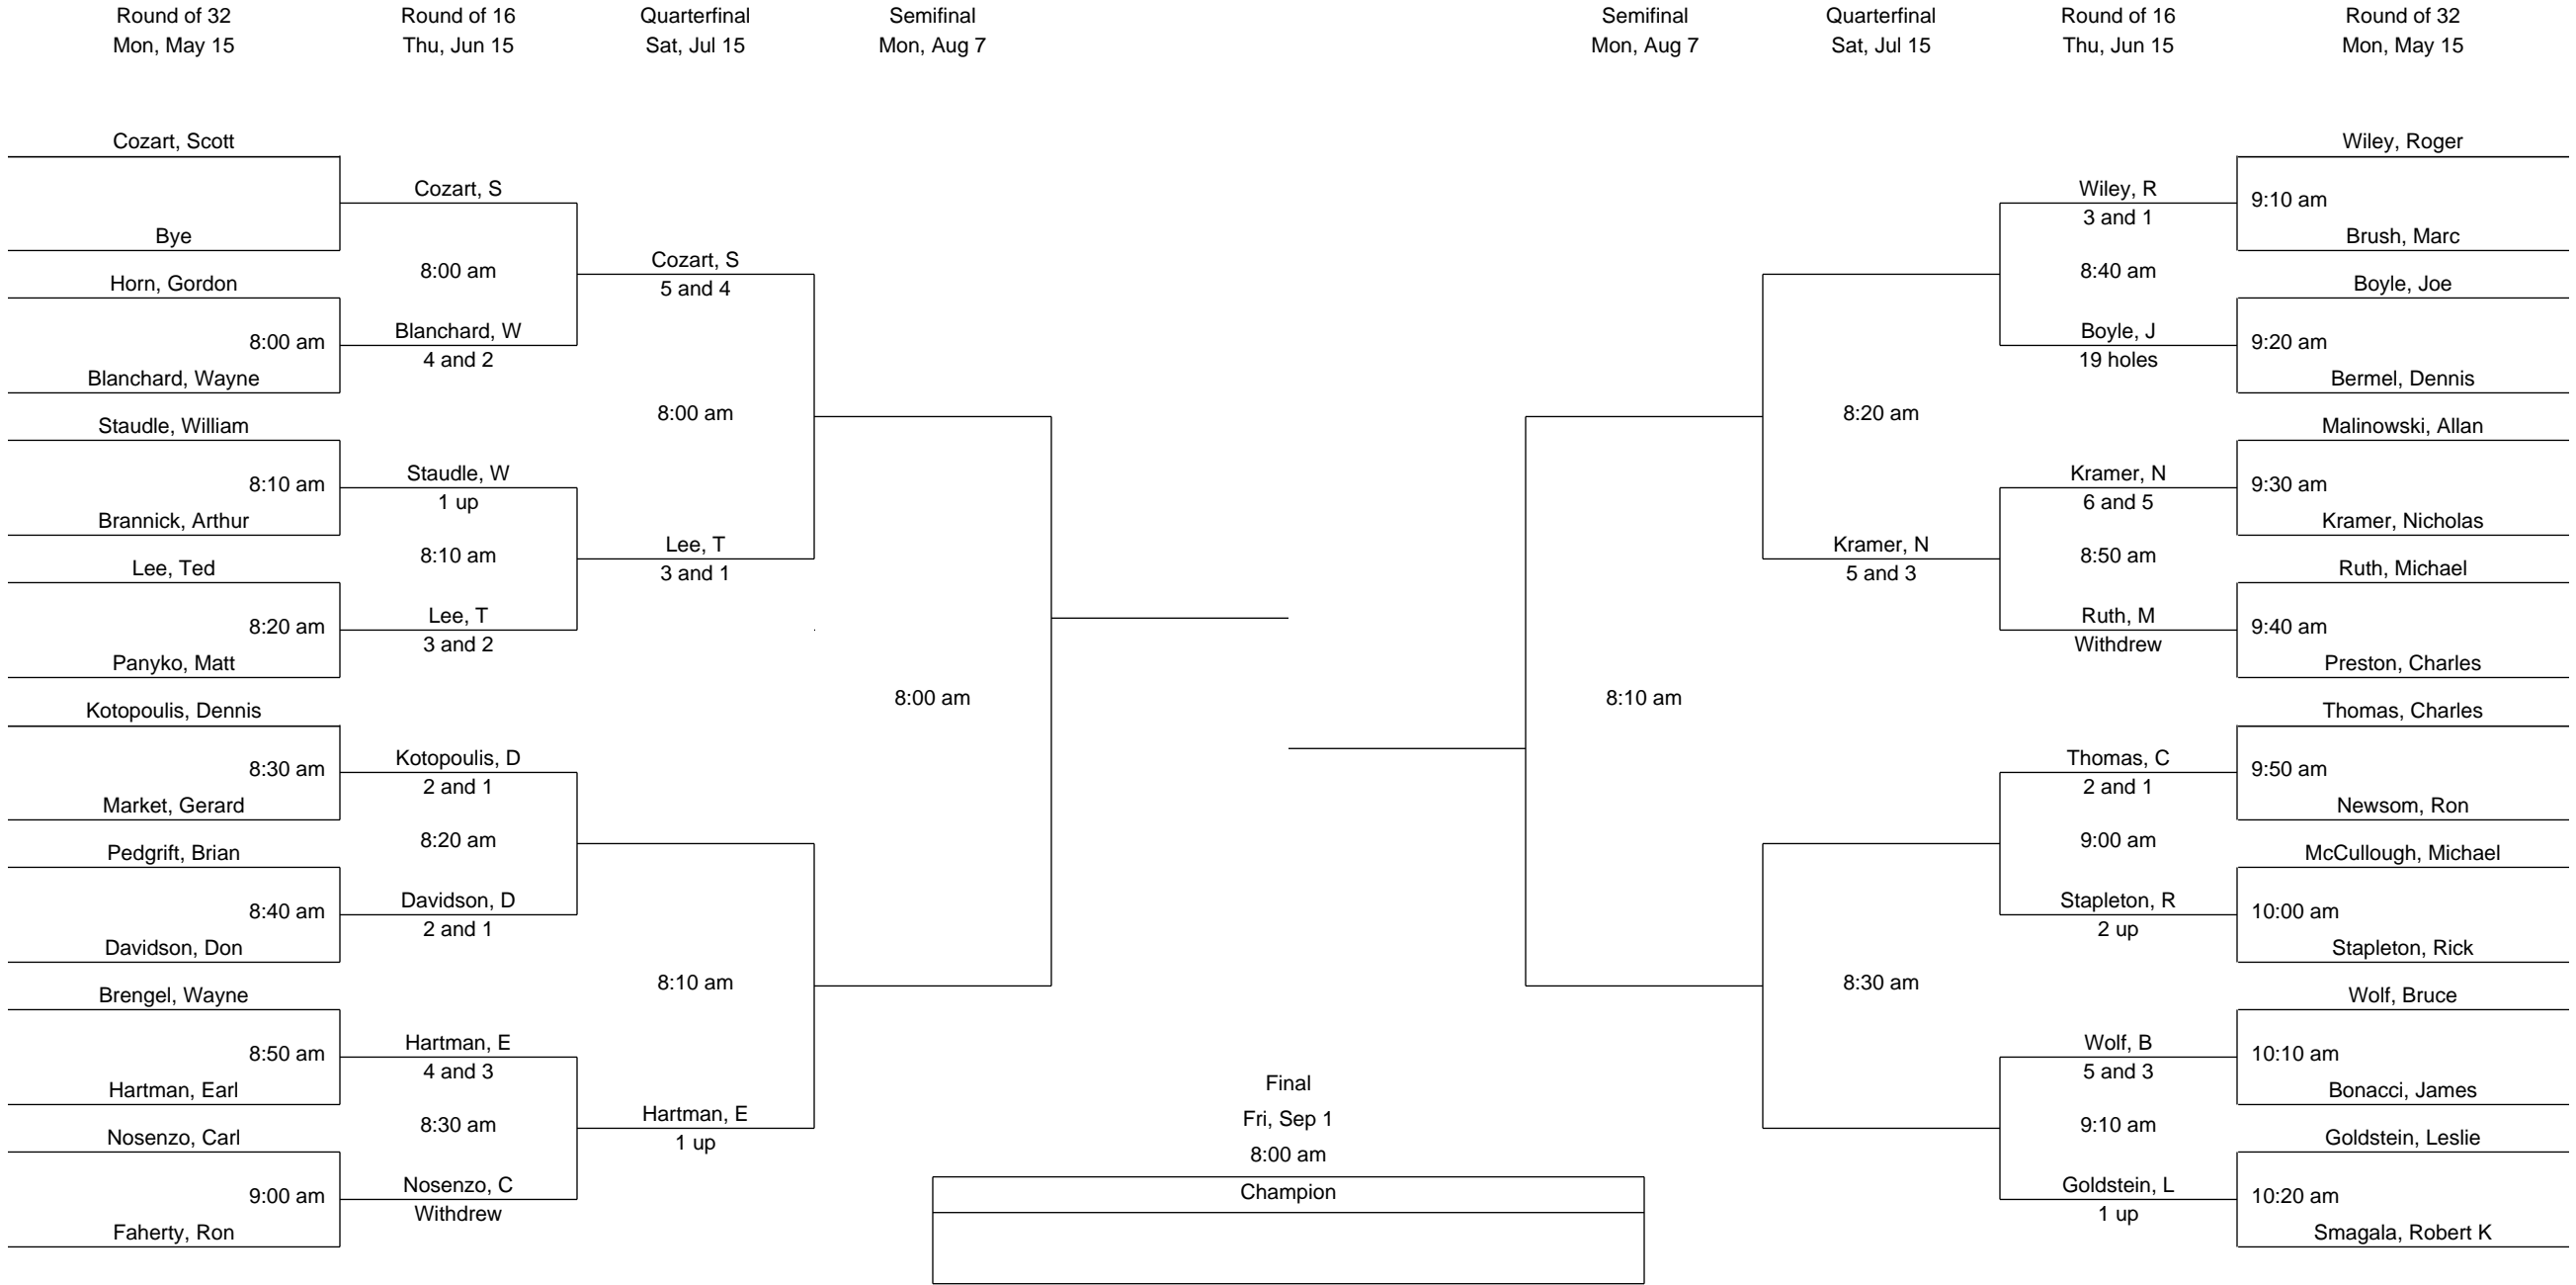 Round of 32
Mon, May 15
Round of 16
Thu, Jun 15
Quarterfinal
Sat, Jul 15
Semifinal
Mon, Aug 7
Semifinal
Mon, Aug 7
Quarterfinal
Sat, Jul 15
Round of 16
Thu, Jun 15
Round of 32
Mon, May 15
Cozart, Scott
Bye
Horn, Gordon
8:00 am
Blanchard, Wayne
Staudle, William
8:10 am
Brannick, Arthur
Lee, Ted
8:20 am
Panyko, Matt
Kotopoulis, Dennis
8:30 am
Market, Gerard
Pedgrift, Brian
8:40 am
Davidson, Don
Brengel, Wayne
8:50 am
Hartman, Earl
Nosenzo, Carl
9:00 am
Faherty, Ron
Cozart, S
8:00 am
Blanchard, W
4 and 2
Staudle, W
1 up
8:10 am
Lee, T
3 and 2
Kotopoulis, D
2 and 1
8:20 am
Davidson, D
2 and 1
Hartman, E
4 and 3
8:30 am
Nosenzo, C
Withdrew
Cozart, S
5 and 4
8:00 am
Lee, T
3 and 1
8:10 am
Hartman, E
1 up
8:00 am
Final
Fri, Sep 1
8:00 am
Champion
8:10 am
8:20 am
Kramer, N
5 and 3
8:30 am
Wiley, R
3 and 1
8:40 am
Boyle, J
19 holes
Kramer, N
6 and 5
8:50 am
Ruth, M
Withdrew
Thomas, C
2 and 1
9:00 am
Stapleton, R
2 up
Wolf, B
5 and 3
9:10 am
Goldstein, L
1 up
Wiley, Roger
9:10 am
Brush, Marc
Boyle, Joe
9:20 am
Bermel, Dennis
Malinowski, Allan
9:30 am
Kramer, Nicholas
Ruth, Michael
9:40 am
Preston, Charles
Thomas, Charles
9:50 am
Newsom, Ron
McCullough, Michael
10:00 am
Stapleton, Rick
Wolf, Bruce
10:10 am
Bonacci, James
Goldstein, Leslie
10:20 am
Smagala, Robert K